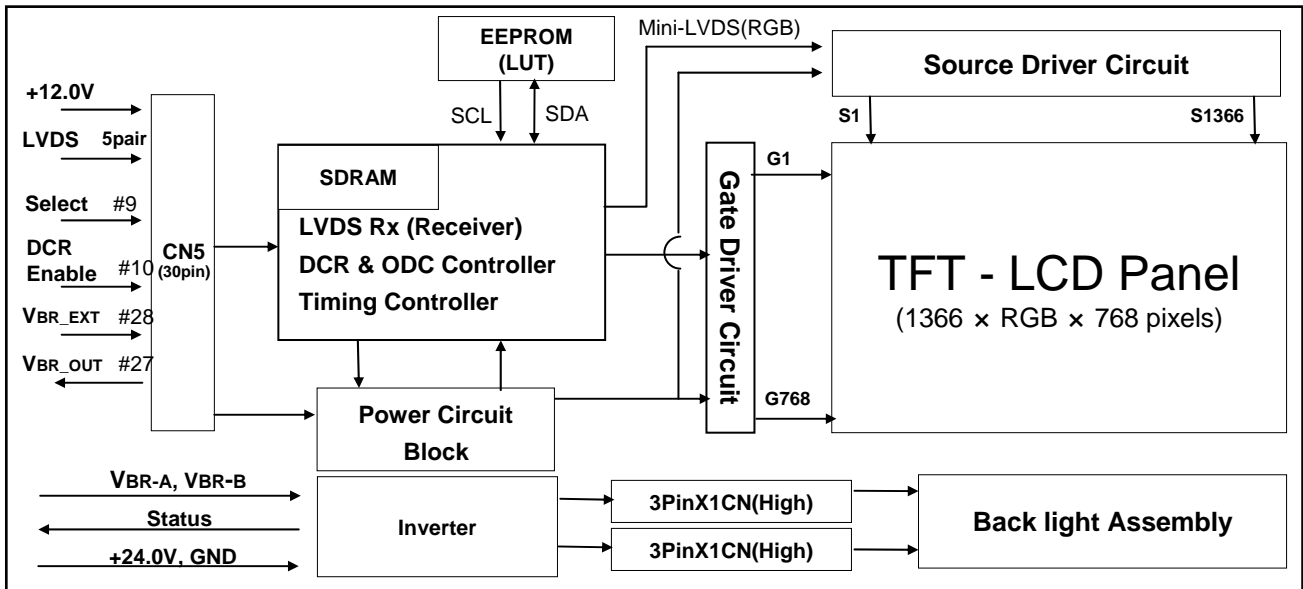 EEPROM
(LUT)
Mini-LVDS(RGB)
Source Driver Circuit
+12.0V
LVDS 5pair
Select #9
DCR
Enable #10
VBR_EXT #28
VBR_OUT #27
CN5
(30pin)
SCL
SDA
SDRAM
LVDS Rx (Receiver)
DCR & ODC Controller
Timing Controller
Power Circuit
Block
Gate Driver Circuit
S1
S1366
G1
G768
TFT - LCD Panel
(1366 × RGB × 768 pixels)
VBR-A, VBR-B
Status
+24.0V, GND
Inverter
3PinX1CN(High)
3PinX1CN(High)
Back light Assembly